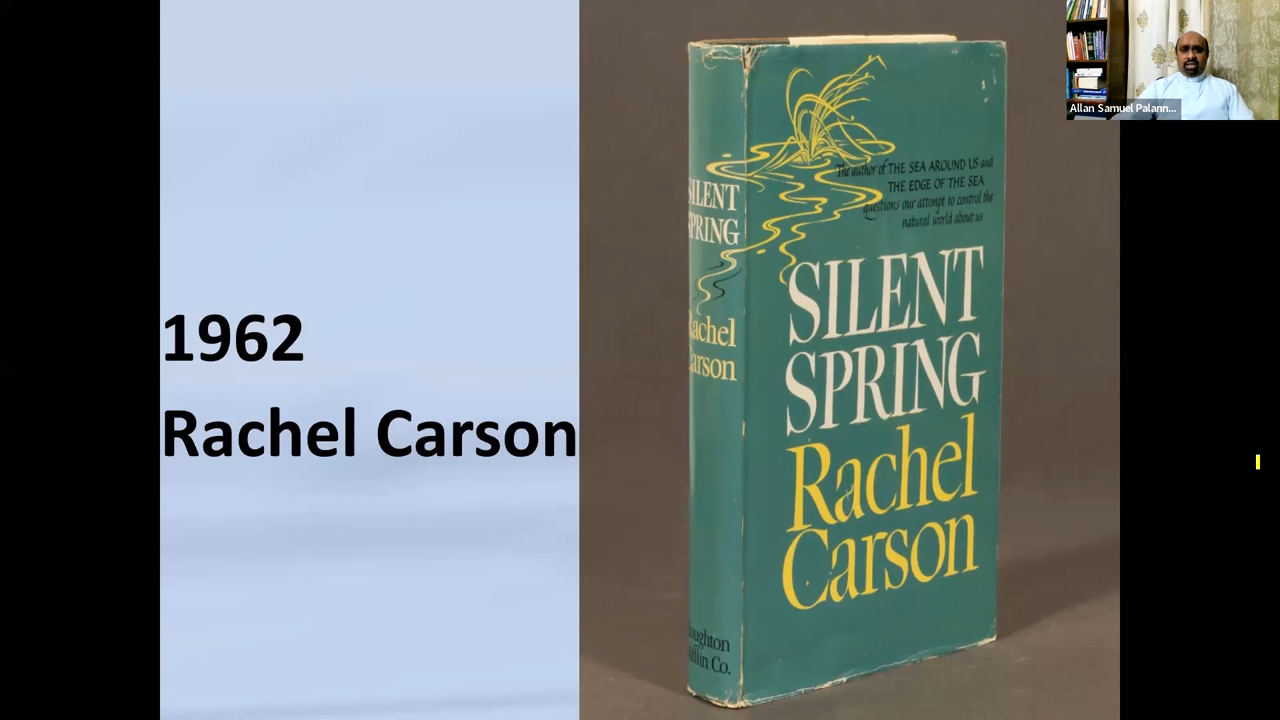 1962
Rachel Carson
SILENT
SPRING
Rachel
Carson
oughton
fflin Co.
The author of THE SEA AROUND US and
THE EDGE OF THE SEA
questions our attempt to control the
natural world about us
SILENT
SPRING
Rachel
Carson
Allan Samuel Palann...